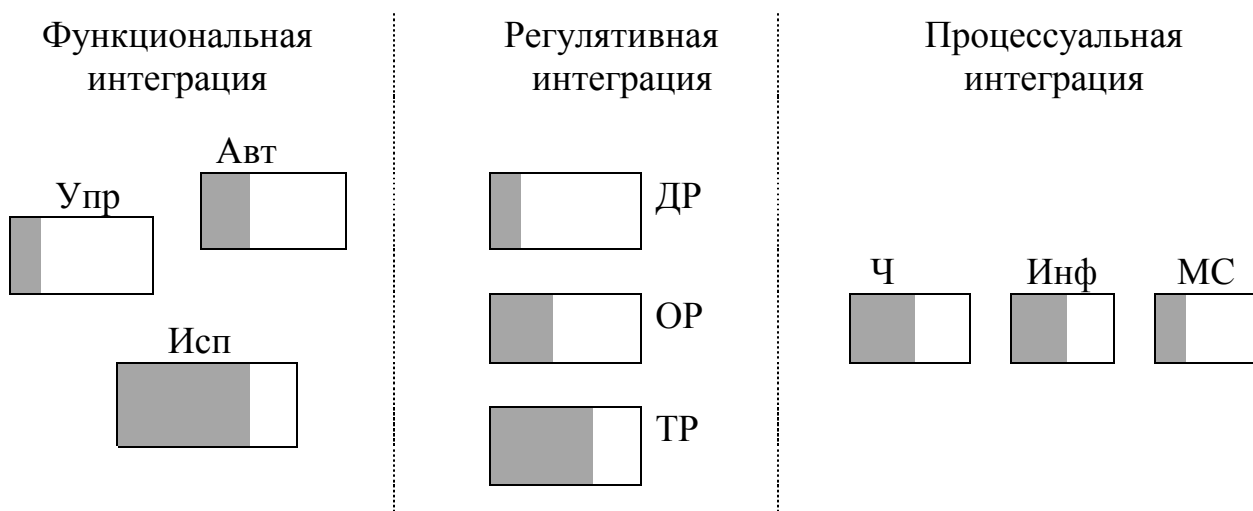 Функциональная
интеграция
Регулятивная
интеграция
Процессуальная
интеграция
Авт
Упр
Исп
ДР
ОР
ТР
Ч
Инф
МС